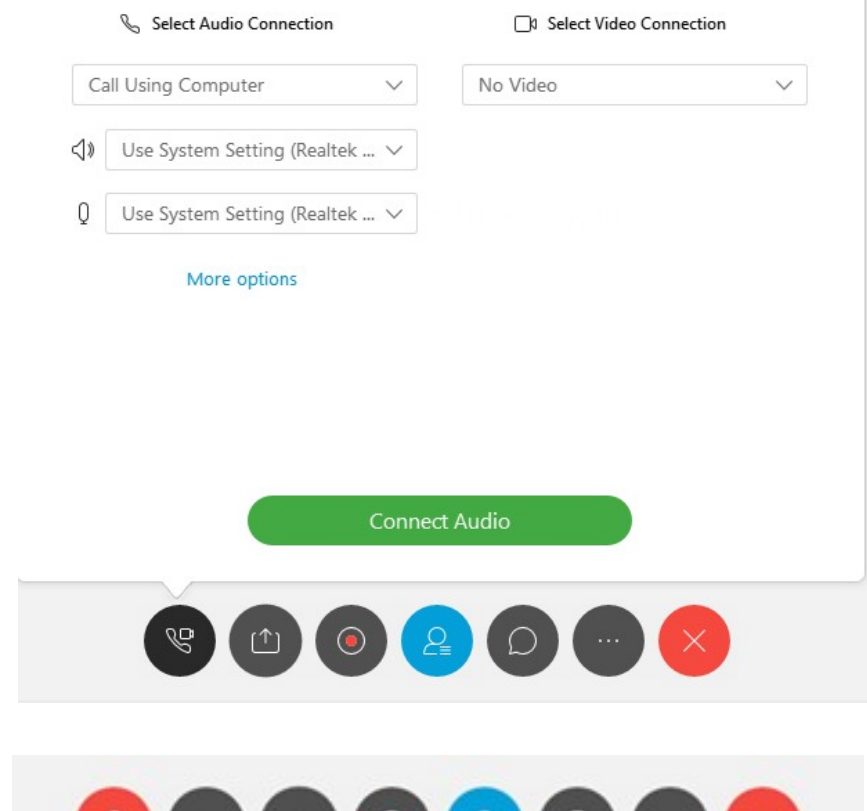 Select Audio Connection
Select Video Connection
Call Using Computer
No Video
Use System Setting (Realtek ...
Use System Setting (Realtek ...
More options
Connect Audio